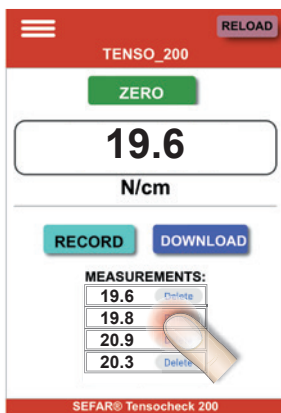 RELOAD
TENSO_200
ZERO
19.6
N/cm
RECORD DOWNLOAD
MEASUREMENTS:
19.6 Delete
19.8
20.9
20.3 Delete
SEFAR® Tensocheck 200